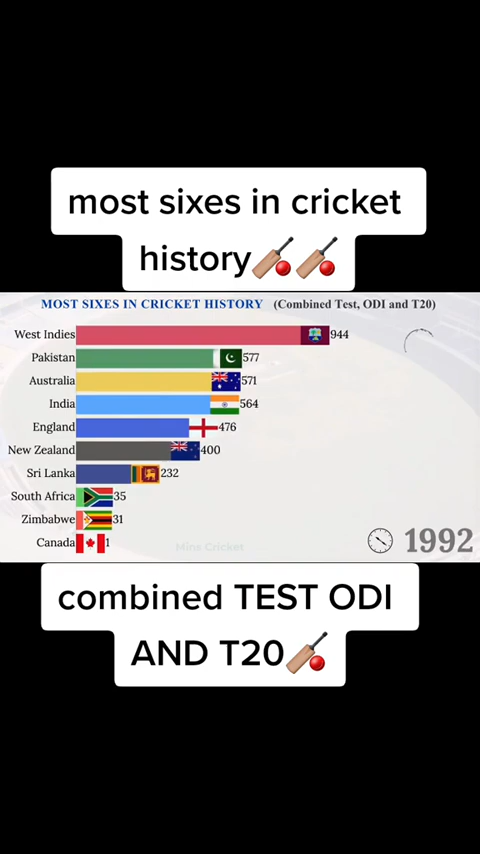 most sixes in cricket
history🏏🏏
MOST SIXES IN CRICKET HISTORY (Combined Test, ODI and T20)
West Indies 944
Pakistan 577
Australia 571
India 564
England 476
New Zealand 400
Sri Lanka 232
South Africa 35
Zimbabwe 31
Canada 1
Mins Cricket
1992
combined TEST ODI
AND T20🏏